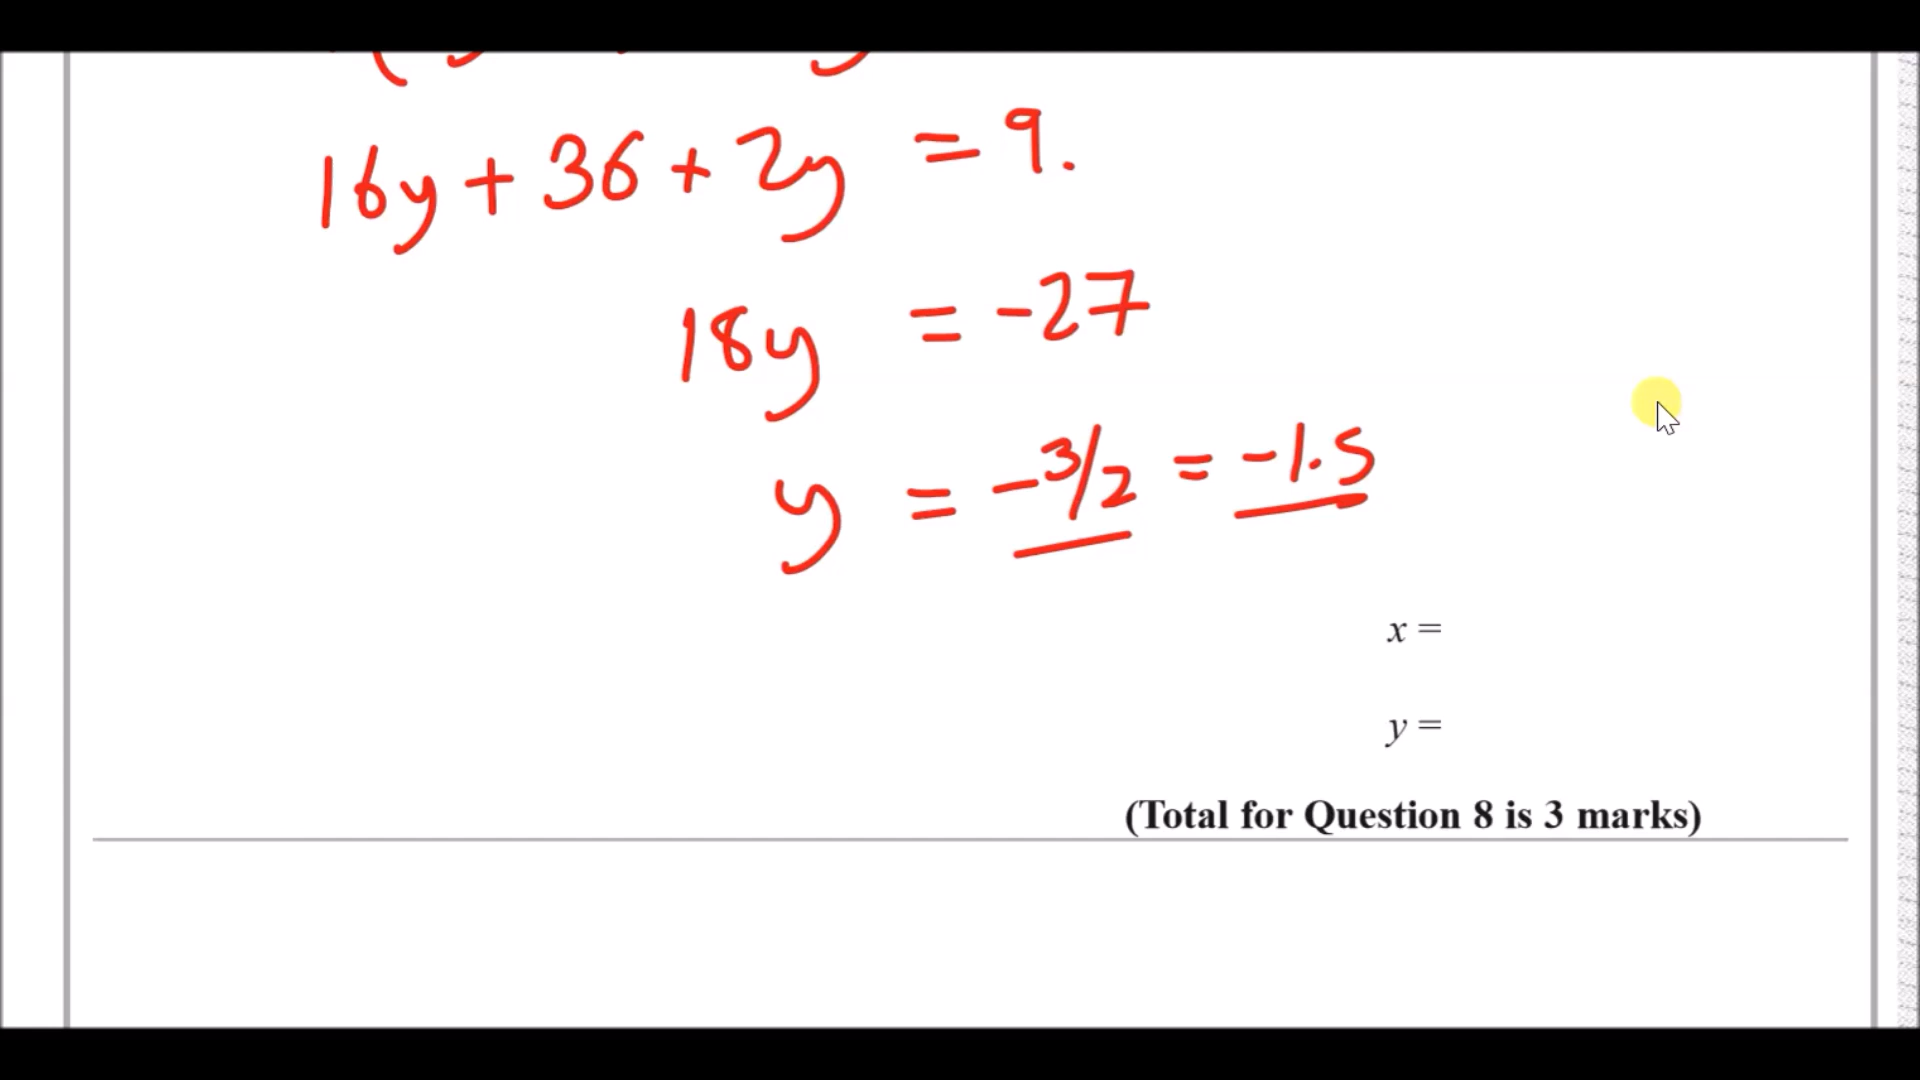 16y + 36 + 2y = 9.
18y = -27
y = -3/2 = -1.5
x =
y =
(Total for Question 8 is 3 marks)